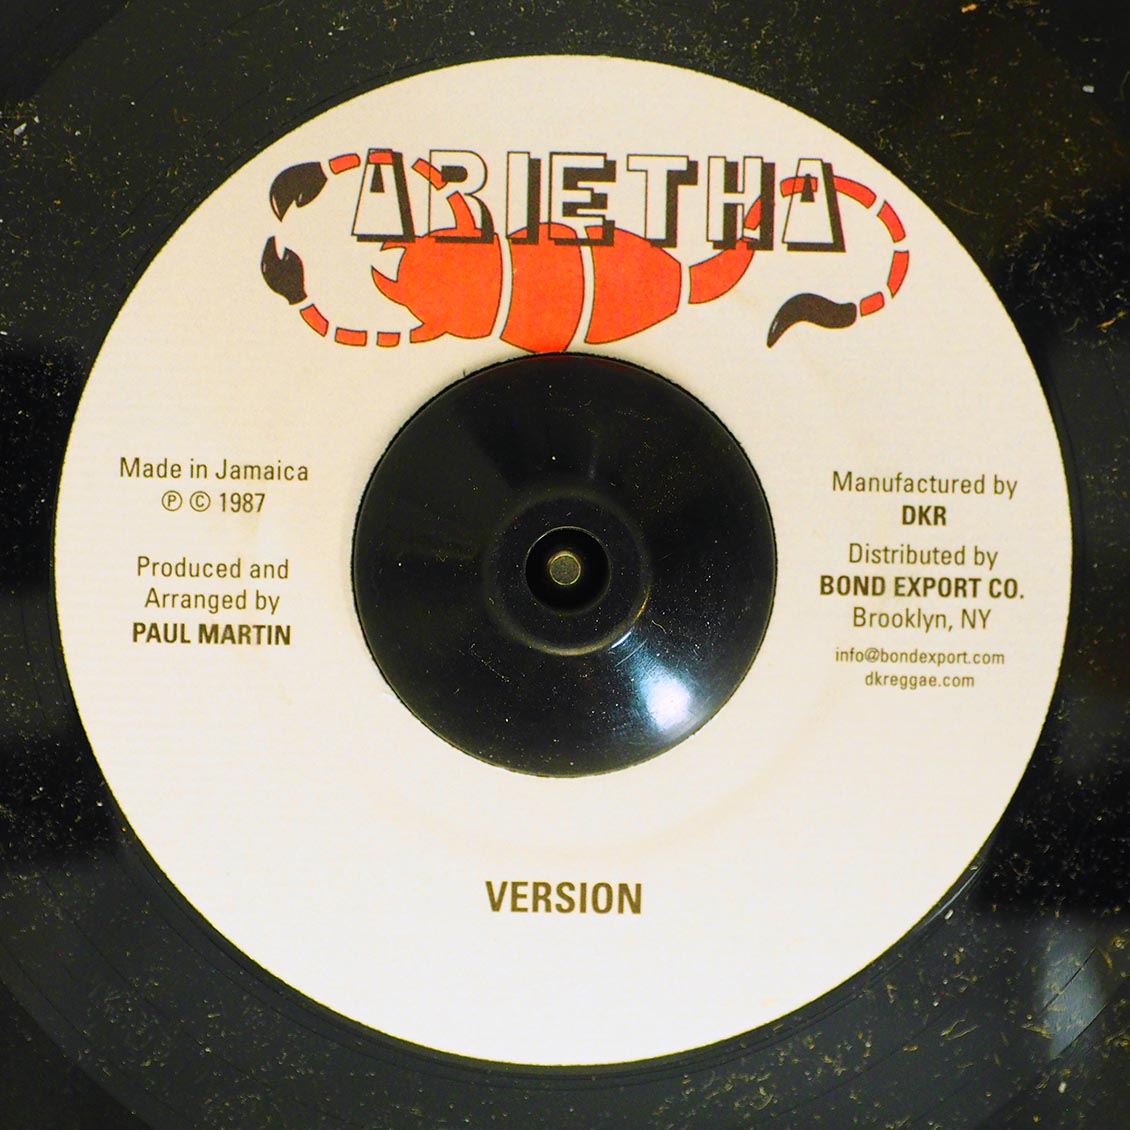 ARIETHA
Made in Jamaica
℗ © 1987
Produced and
Arranged by
PAUL MARTIN
Manufactured by
DKR
Distributed by
BOND EXPORT CO.
Brooklyn, NY
info@bondexport.com
dkreggae.com
VERSION